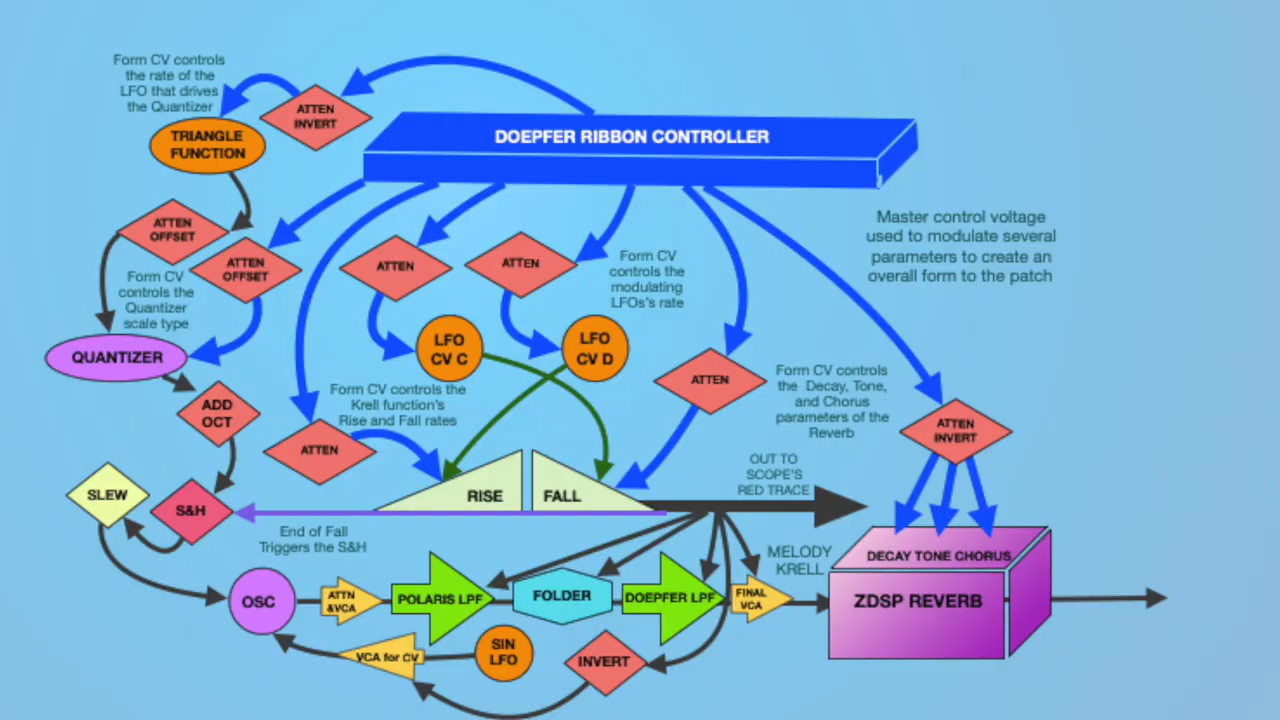 Form CV controls
the rate of the
LFO that drives
the Quantizer
ATTEN
INVERT
DOEPFER RIBBON CONTROLLER
TRIANGLE
FUNCTION
ATTEN
OFFSET
ATTEN
OFFSET
ATTEN
ATTEN
Form CV
controls the
modulating
LFOs's rate
Master control voltage
used to modulate several
parameters to create an
overall form to the patch
Form CV
controls the
Quantizer
scale type
QUANTIZER
LFO
CV C
LFO
CV D
ATTEN
Form CV controls
the Decay, Tone,
and Chorus
parameters of the
Reverb
ADD
OCT
Form CV controls the
Krell function's
Rise and Fall rates
ATTEN
ATTEN
INVERT
SLEW
S&H
RISE
FALL
OUT TO
SCOPE'S
RED TRACE
End of Fall
Triggers the S&H
MELODY
KRELL
DECAY TONE CHORUS
OSC
ATTN
&VCA
POLARIS LPF
FOLDER
DOEPFER LPF
FINAL
VCA
ZDSP REVERB
VCA for CV
SIN
LFO
INVERT